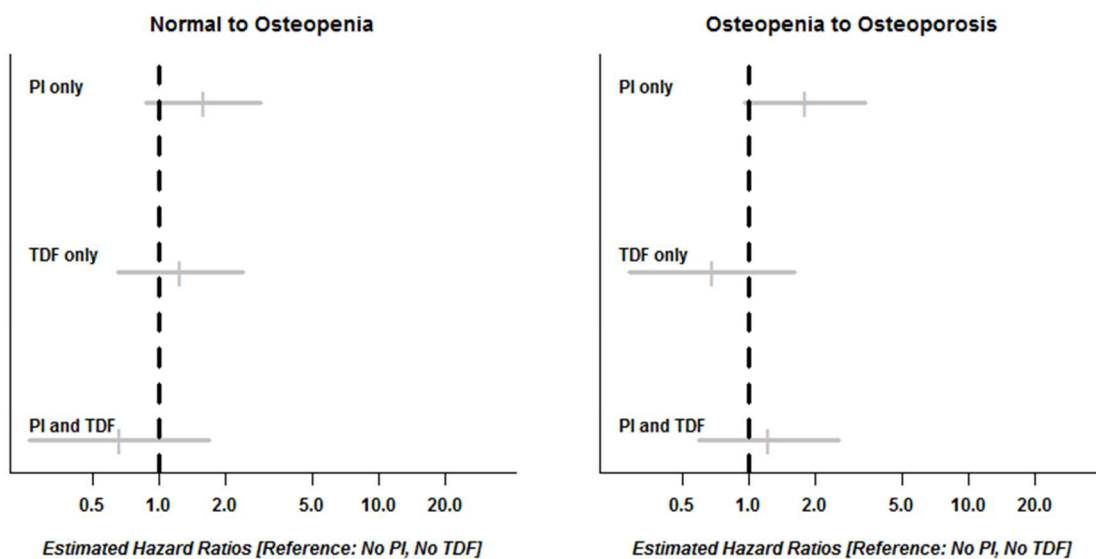 Normal to Osteopenia
PI only
TDF only
PI and TDF
0.5 1.0 2.0 5.0 10.0 20.0
Estimated Hazard Ratios [Reference: No PI, No TDF]
Osteopenia to Osteoporosis
PI only
TDF only
PI and TDF
0.5 1.0 2.0 5.0 10.0 20.0
Estimated Hazard Ratios [Reference: No PI, No TDF]